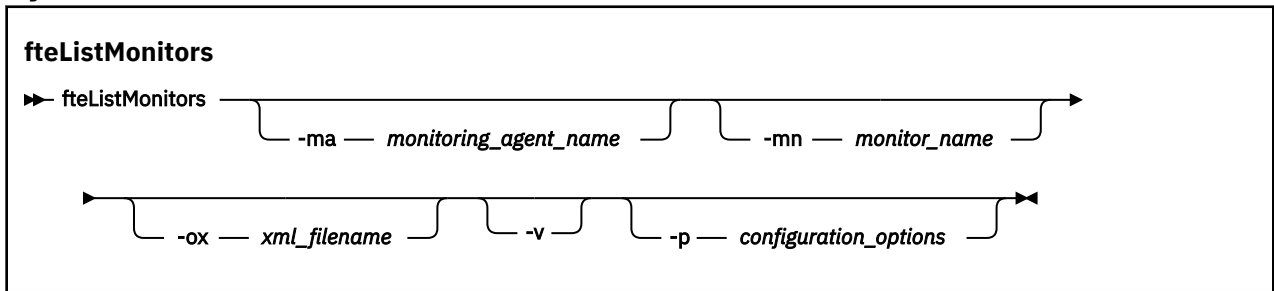 fteListMonitors
fteListMonitors
-ma monitoring_agent_name -mn monitor_name
-ox xml_filename -v -p configuration_options